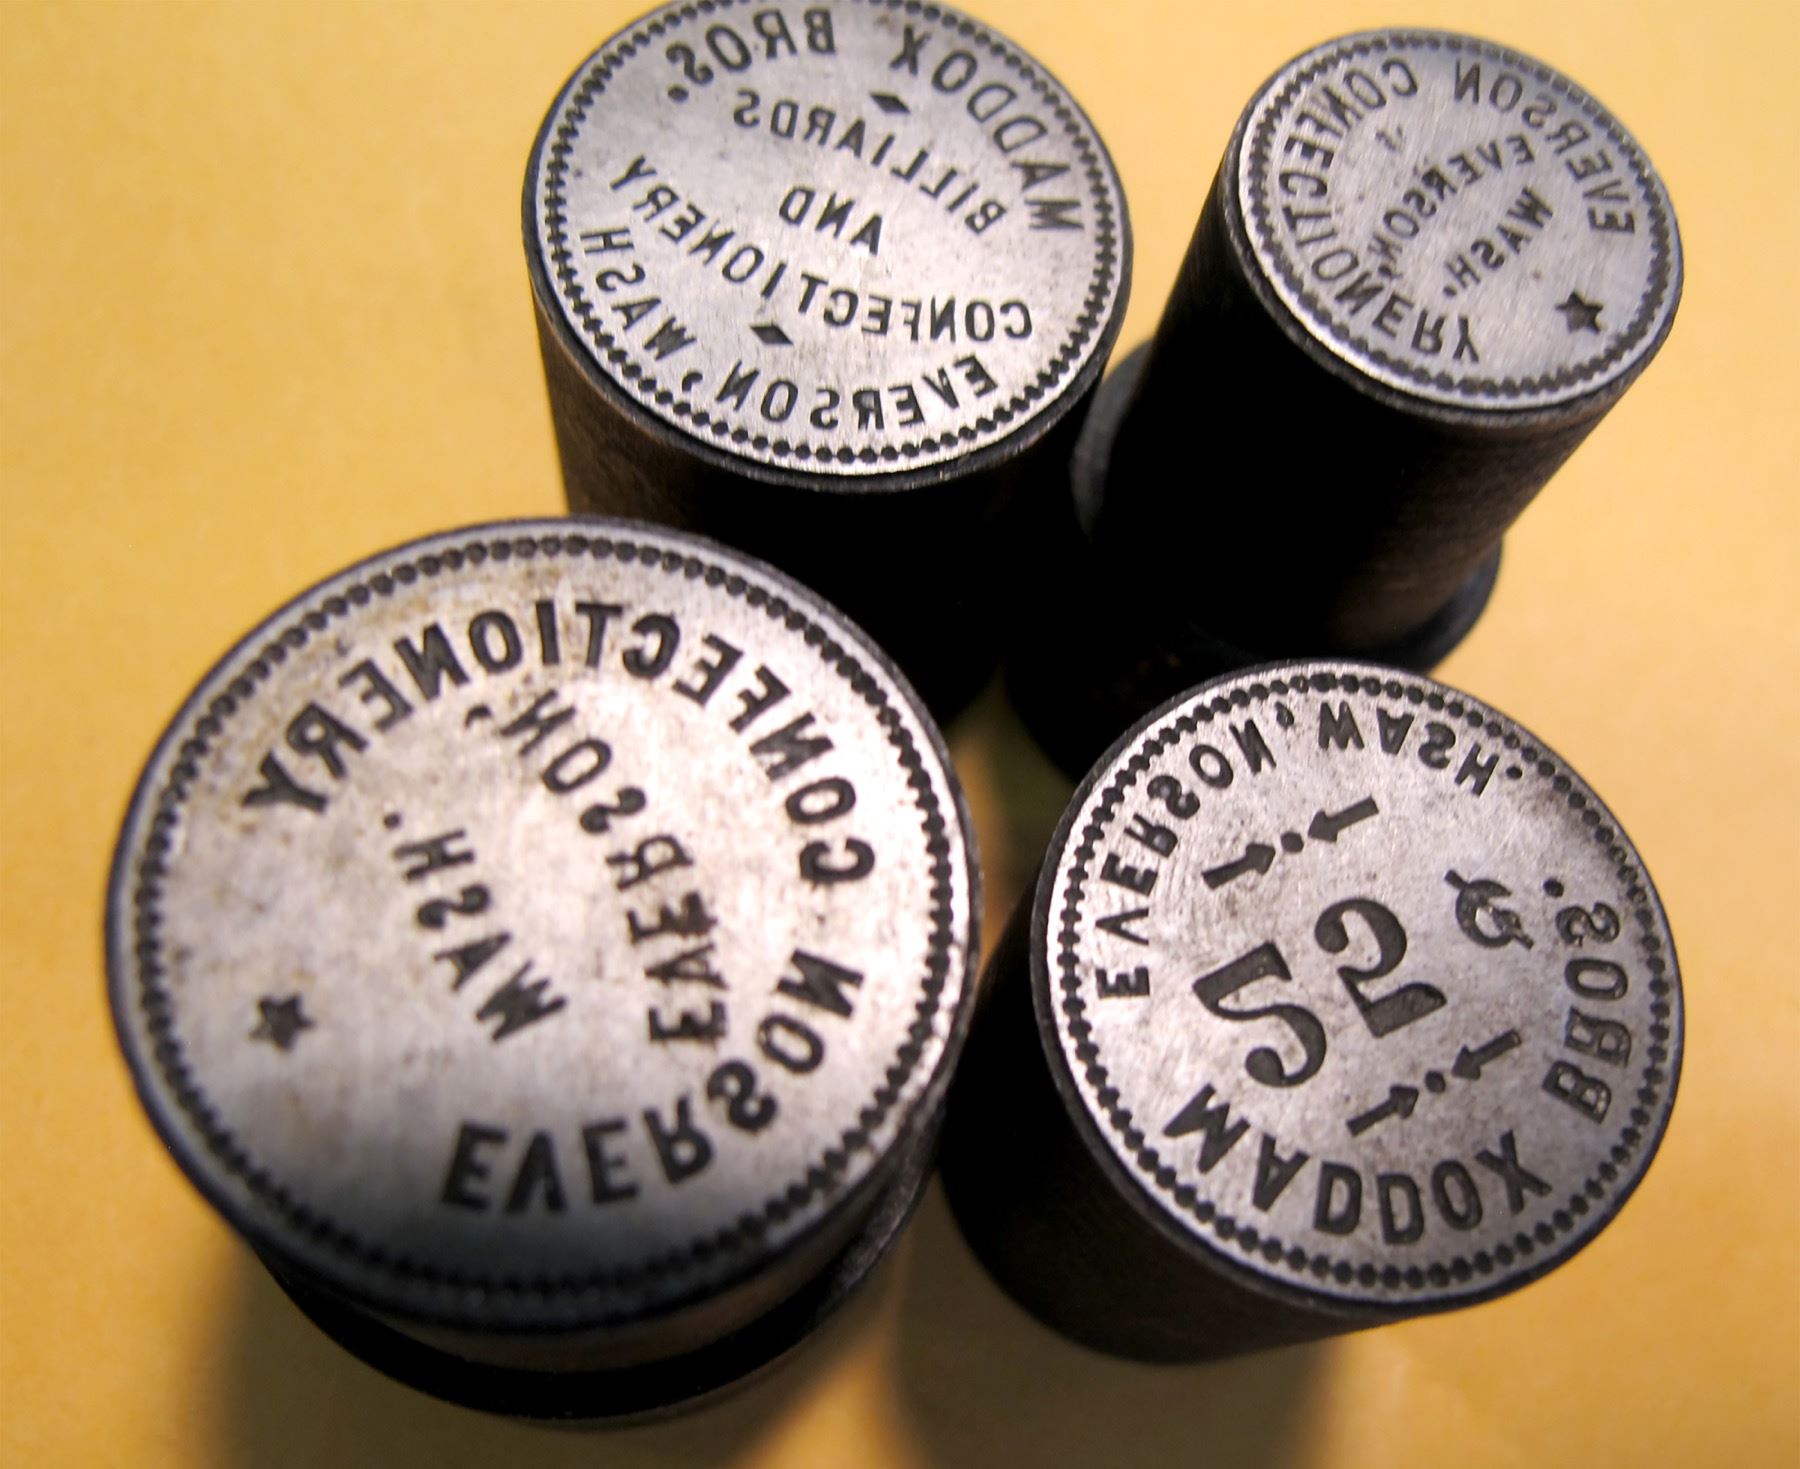 MADDOX BROS.
BILLIARDS
AND
CONFECTIONERY
EVERSON, WASH
EVERSON CONFECTIONERY
EVERSON,
WASH.
EVERSON CONFECTIONERY
EVERSON,
WASH.
MADDOX BROS.
25¢
EVERSON, WASH.